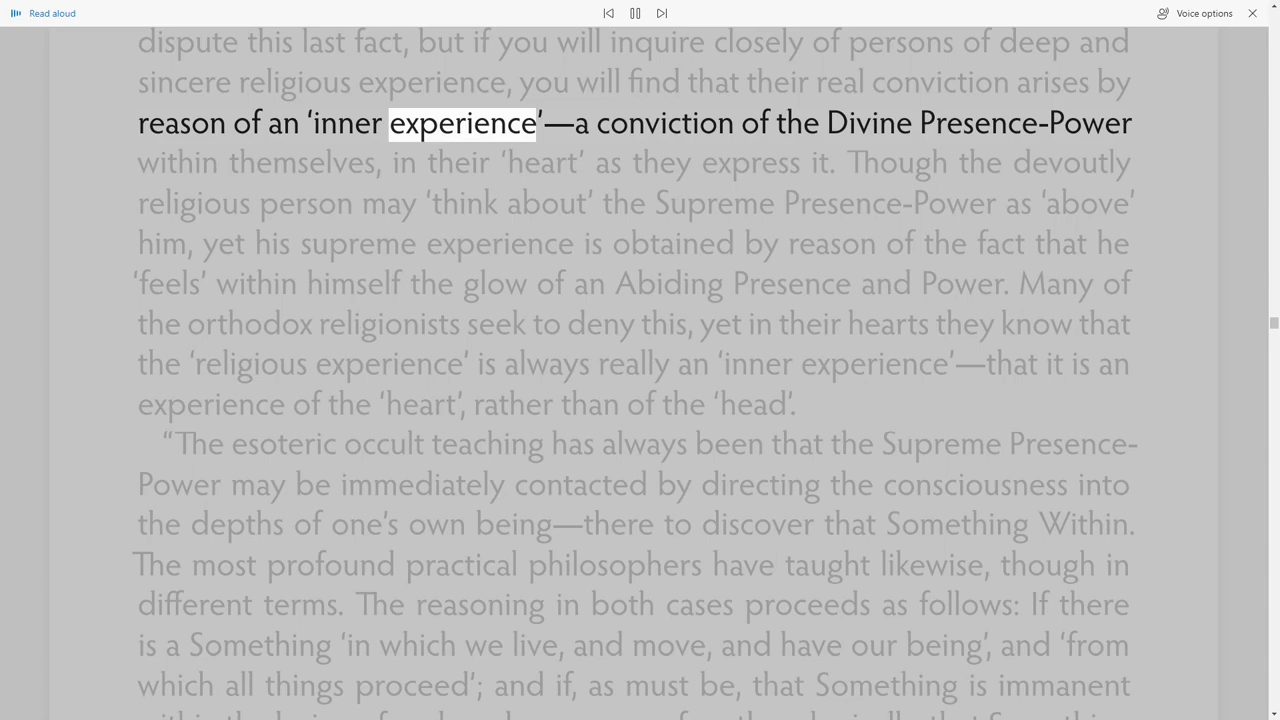 Read aloud
Voice options
dispute this last fact, but if you will inquire closely of persons of deep and
sincere religious experience, you will find that their real conviction arises by
reason of an ‘inner experience’—a conviction of the Divine Presence-Power
within themselves, in their ‘heart’ as they express it. Though the devoutly
religious person may ‘think about’ the Supreme Presence-Power as ‘above’
him, yet his supreme experience is obtained by reason of the fact that he
‘feels’ within himself the glow of an Abiding Presence and Power. Many of
the orthodox religionists seek to deny this, yet in their hearts they know that
the ‘religious experience’ is always really an ‘inner experience’—that it is an
experience of the ‘heart’, rather than of the ‘head’.
“The esoteric occult teaching has always been that the Supreme Presence-
Power may be immediately contacted by directing the consciousness into
the depths of one’s own being—there to discover that Something Within.
The most profound practical philosophers have taught likewise, though in
different terms. The reasoning in both cases proceeds as follows: If there
is a Something ‘in which we live, and move, and have our being’, and ‘from
which all things proceed’; and if, as must be, that Something is immanent